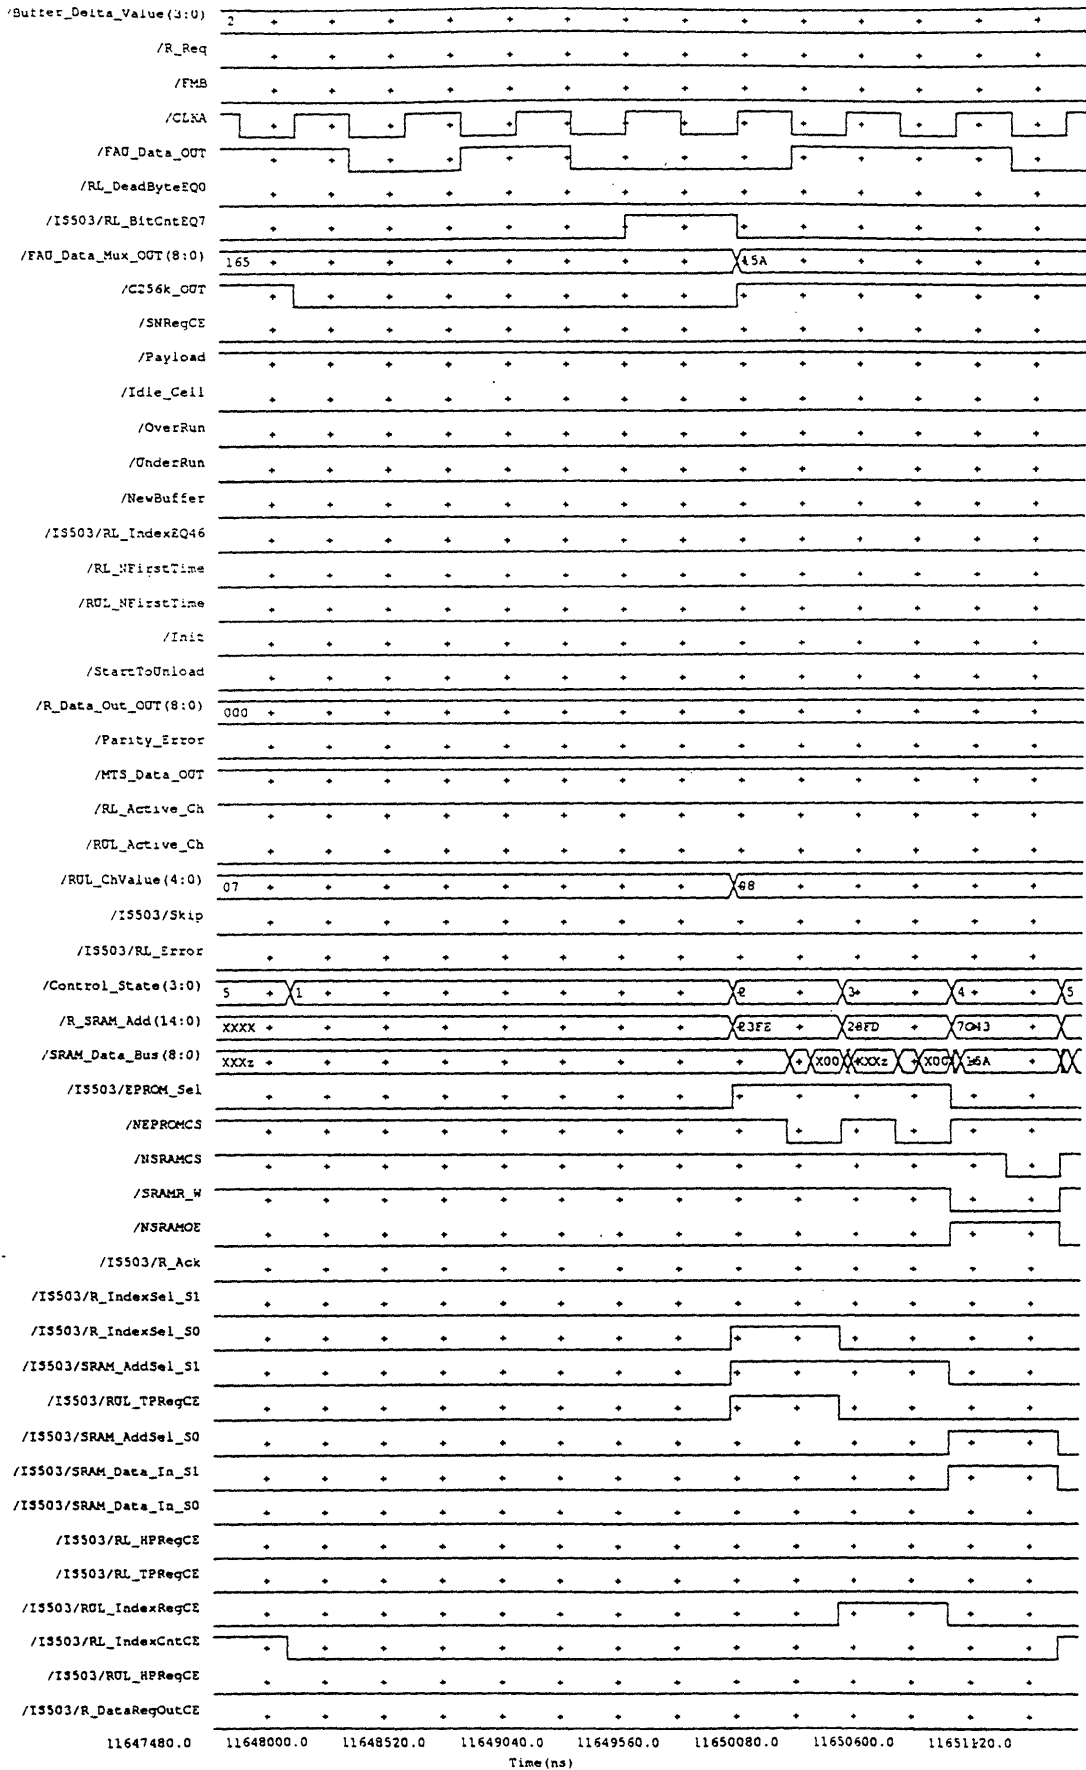 /Buffer_Delta_Value(3:0) 2
/R_Req
/FMB
/CLKA
/FAU_Data_OUT
/RL_DeadByteEQ0
/IS503/RL_BitCntEQ7
/FAU_Data_Mux_OUT(8:0) 165 15A
/C256k_OUT
/SNRegCE
/Payload
/Idle_Cell
/OverRun
/UnderRun
/NewBuffer
/IS503/RL_IndexEQ46
/RL_NFirstTime
/RUL_NFirstTime
/Init
/StartToUnload
/R_Data_Out_OUT(8:0) 000
/Parity_Error
/MTS_Data_OUT
/RL_Active_Ch
/RUL_Active_Ch
/RUL_ChValue(4:0) 07 08
/IS503/Skip
/IS503/RL_Error
/Control_State(3:0) 5 1 2 3 4 5
/R_SRAM_Add(14:0) XXXX 23FE 28FD 7C43
/SRAM_Data_Bus(8:0) XXXz X00 XXXz X00 15A
/IS503/EPROM_Sel
/NEPROMCS
/NSRAMCS
/SRAMR_W
/NSRAMOE
/IS503/R_Ack
/IS503/R_IndexSel_S1
/IS503/R_IndexSel_S0
/IS503/SRAM_AddSel_S1
/IS503/RUL_TPRegCE
/IS503/SRAM_AddSel_S0
/IS503/SRAM_Data_In_S1
/IS503/SRAM_Data_In_S0
/IS503/RL_HPRegCE
/IS503/RL_TPRegCE
/IS503/RUL_IndexRegCE
/IS503/RL_IndexCntCE
/IS503/RUL_HPRegCE
/IS503/R_DataRegOutCE
11647480.0 11648000.0 11648520.0 11649040.0 11649560.0 11650080.0 11650600.0 11651120.0
Time(ns)